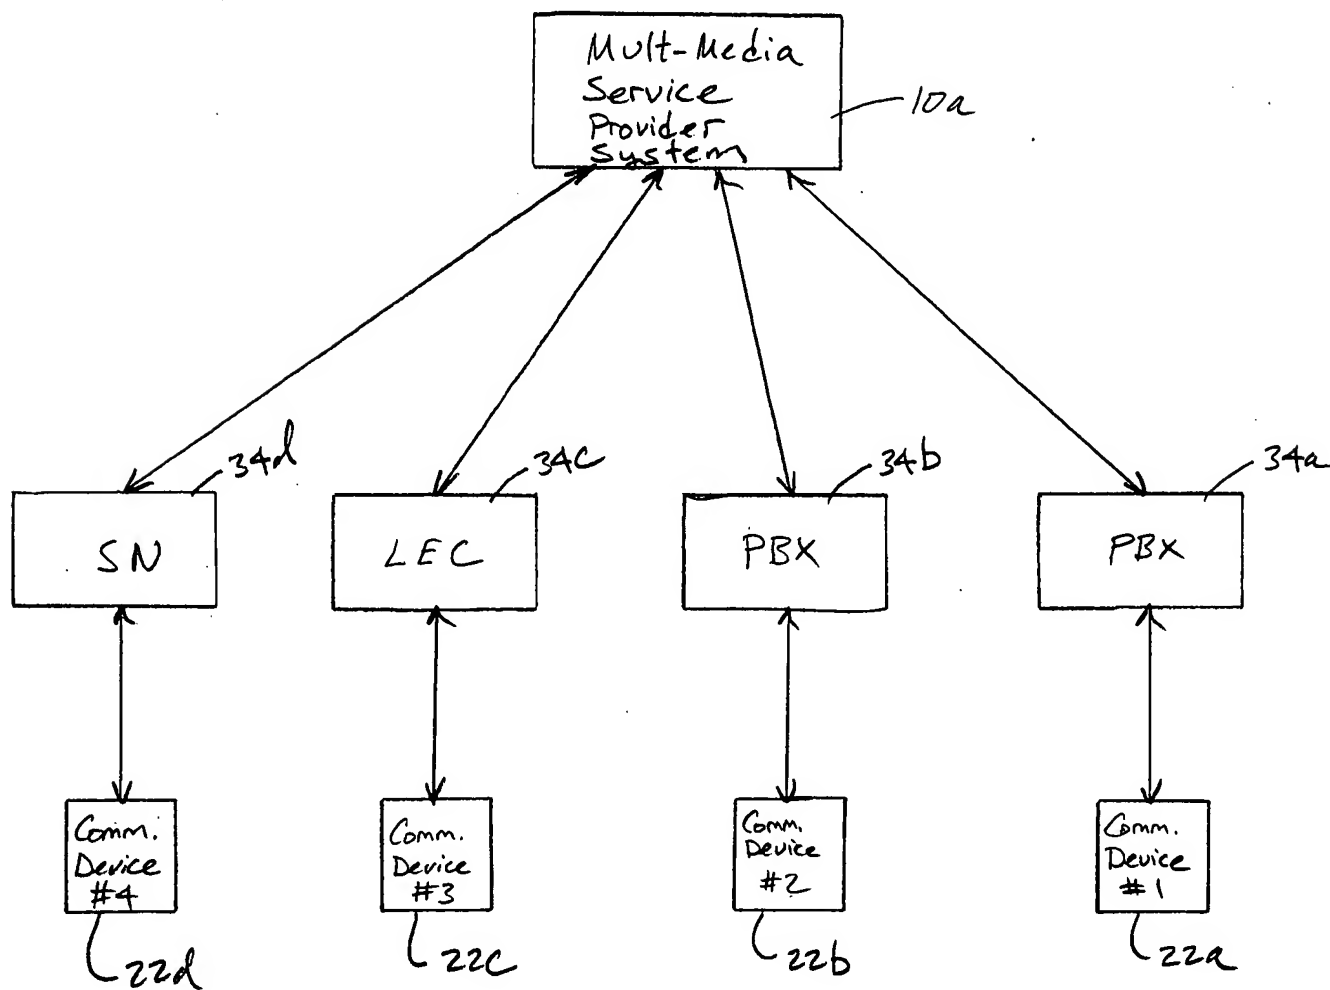 Mult-Media
Service
Provider
System
10a
34d
34c
34b
34a
SN
LEC
PBX
PBX
Comm.
Device
#4
Comm.
Device
#3
Comm.
Device
#2
Comm.
Device
#1
22d
22c
22b
22a